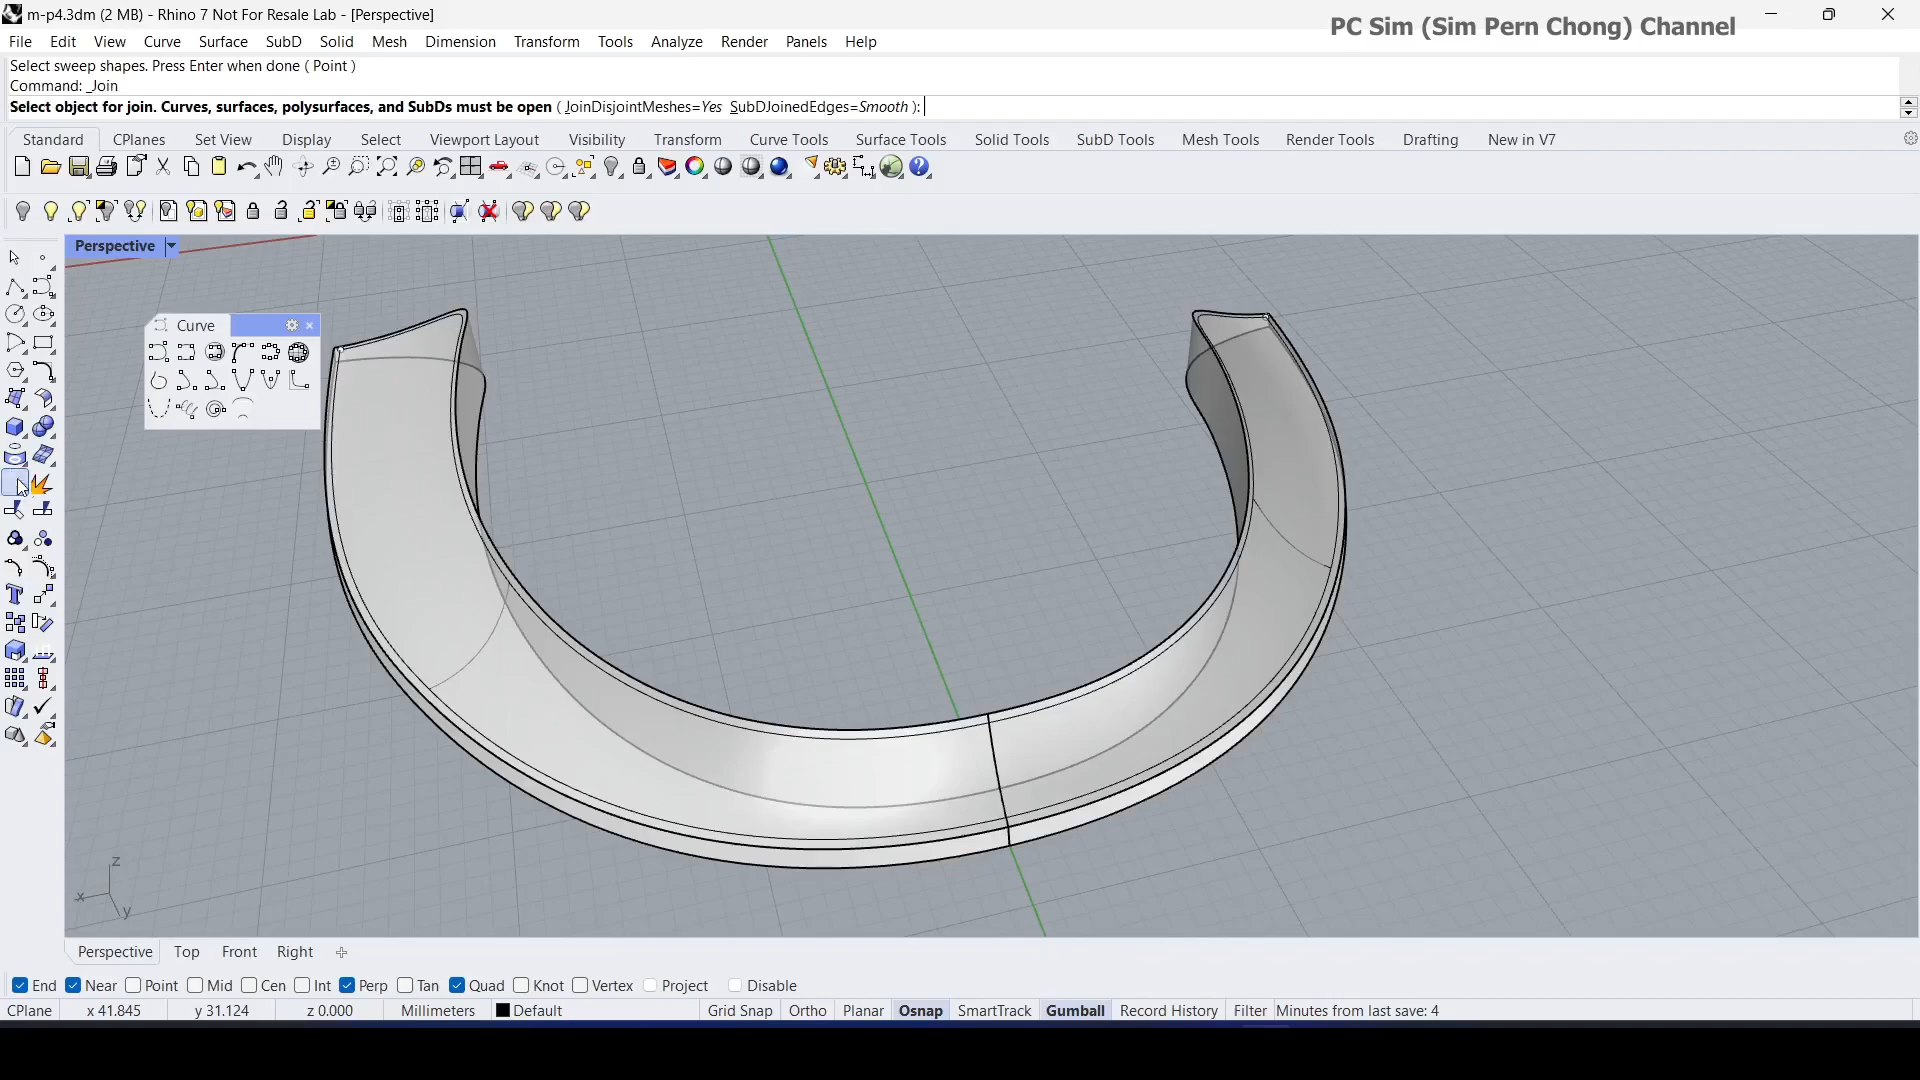 m-p4.3dm (2 MB) - Rhino 7 Not For Resale Lab - [Perspective]
PC Sim (Sim Pern Chong) Channel
File Edit View Curve Surface SubD Solid Mesh Dimension Transform Tools Analyze Render Panels Help
Select sweep shapes. Press Enter when done ( Point )
Command: _Join
Select object for join. Curves, surfaces, polysurfaces, and SubDs must be open ( JoinDisjointMeshes=Yes SubDJoinedEdges=Smooth ):
Standard CPlanes Set View Display Select Viewport Layout Visibility Transform Curve Tools Surface Tools Solid Tools SubD Tools Mesh Tools Render Tools Drafting New in V7
Perspective
Curve
z
x
y
Perspective Top Front Right
End Near Point Mid Cen Int Perp Tan Quad Knot Vertex Project Disable
CPlane x 41.845 y 31.124 z 0.000 Millimeters Default Grid Snap Ortho Planar Osnap SmartTrack Gumball Record History Filter Minutes from last save: 4